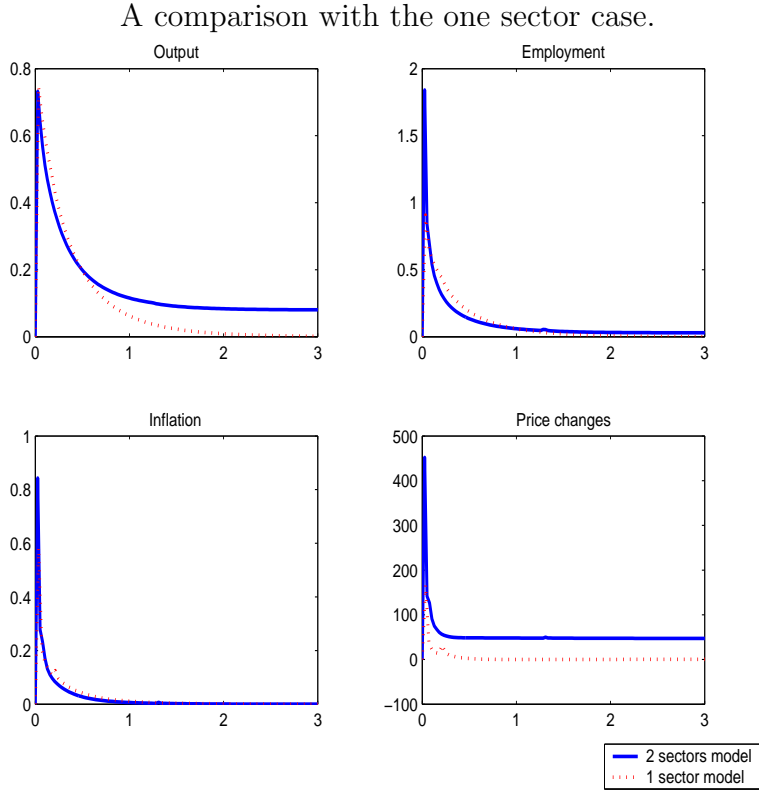 A comparison with the one sector case.
Output
0.8
0.6
0.4
0.2
0
0 1 2 3
Employment
2
1.5
1
0.5
0
0 1 2 3
Inflation
1
0.8
0.6
0.4
0.2
0
0 1 2 3
Price changes
500
400
300
200
100
0
−100
0 1 2 3
2 sectors model
1 sector model